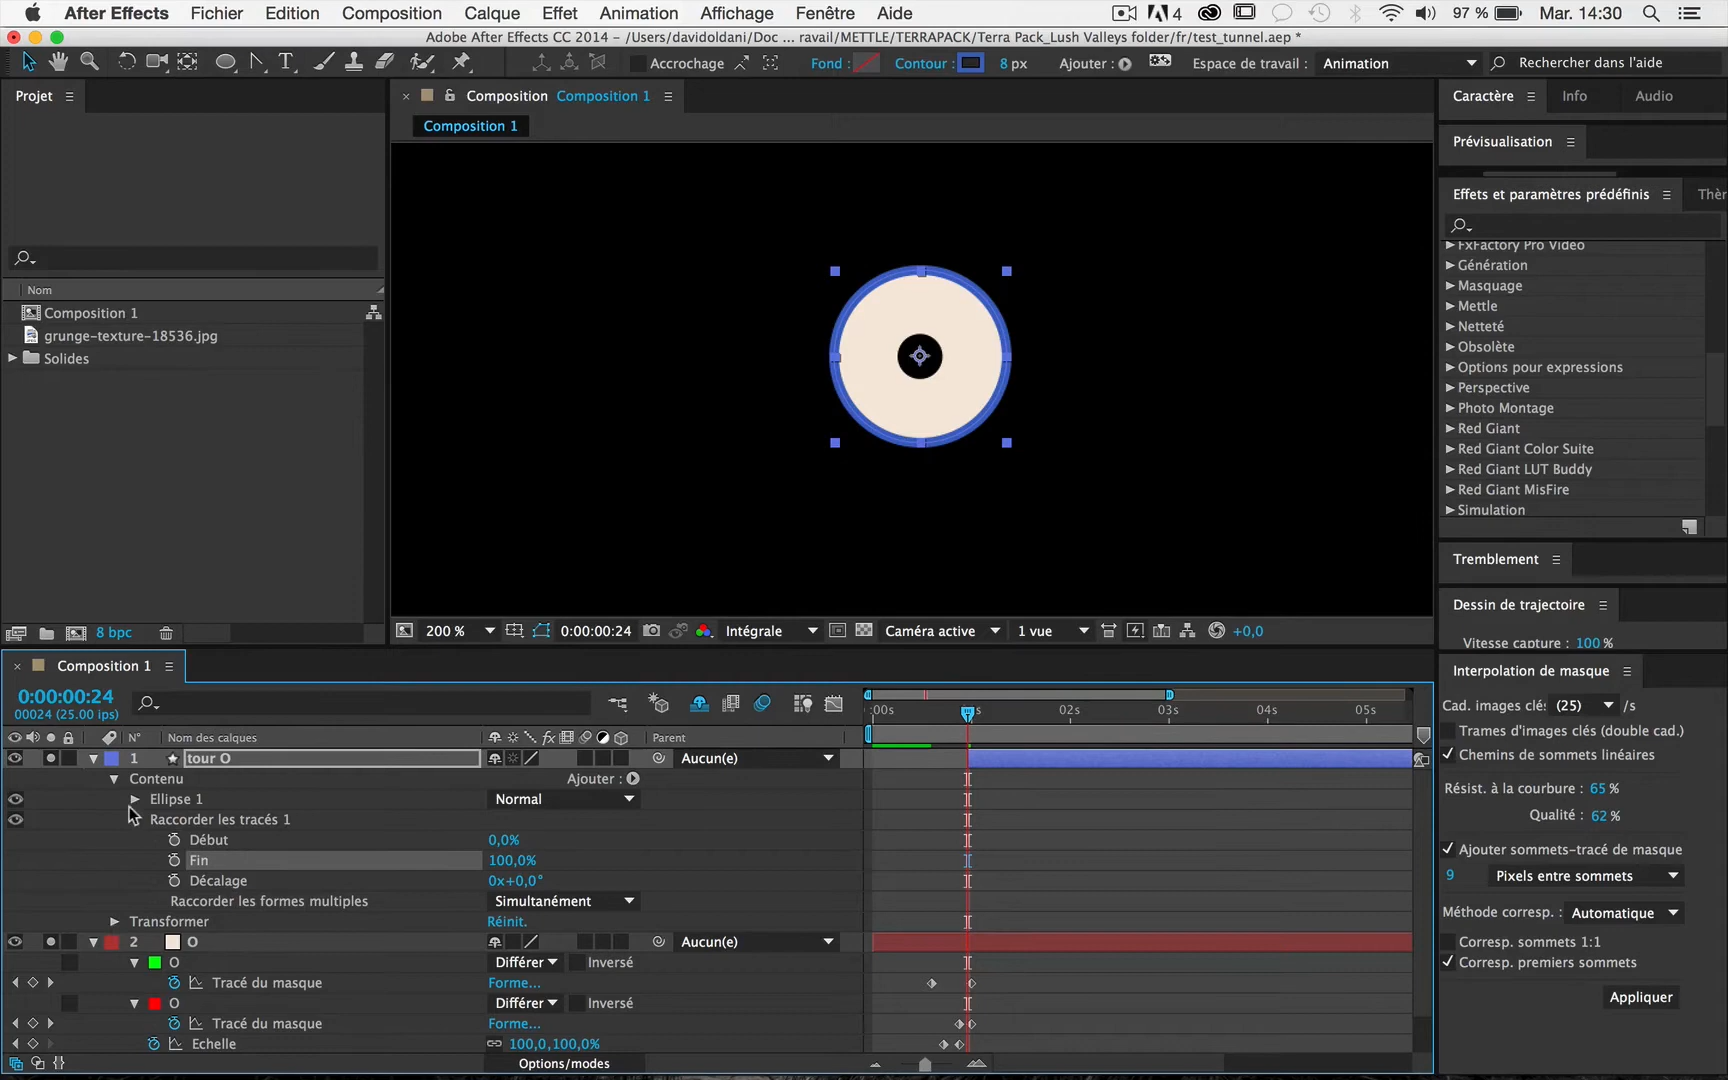 After Effects Fichier Edition Composition Calque Effet Animation Affichage Fenêtre Aide 4 97 % Mar. 14:30
Adobe After Effects CC 2014 – /Users/davidoldani/Doc ... ravail/METTLE/TERRAPACK/Terra Pack_Lush Valleys folder/fr/test_tunnel.aep *
Accrochage Fond : Contour : 8 px Ajouter : Espace de travail : Animation Rechercher dans l'aide
Projet
Composition Composition 1
Composition 1
Caractère Info Audio
Prévisualisation
Effets et paramètres prédéfinis Thèr
FxFactory Pro Video
Génération
Masquage
Mettle
Netteté
Obsolète
Options pour expressions
Perspective
Photo Montage
Red Giant
Red Giant Color Suite
Red Giant LUT Buddy
Red Giant MisFire
Simulation
Nom
Composition 1
grunge-texture-18536.jpg
Solides
8 bpc
200 % 0:00:00:24 Intégrale Caméra active 1 vue +0,0
Tremblement
Dessin de trajectoire
Vitesse capture : 100 %
Interpolation de masque
Cad. images clés : (25) /s
Trames d'images clés (double cad.)
Chemins de sommets linéaires
Résist. à la courbure : 65 %
Qualité : 62 %
Ajouter sommets-tracé de masque
9 Pixels entre sommets
Méthode corresp. : Automatique
Corresp. sommets 1:1
Corresp. premiers sommets
Appliquer
Composition 1
0:00:00:24
00024 (25.00 ips)
:00s s 02s 03s 04s 05s
N° Nom des calques fx Parent
1 tour O Aucun(e)
Contenu Ajouter :
Ellipse 1 Normal
Raccorder les tracés 1
Début 0,0%
Fin 100,0%
Décalage 0x+0,0°
Raccorder les formes multiples Simultanément
Transformer Réinit.
2 O Aucun(e)
O Différer Inversé
Tracé du masque Forme...
O Différer Inversé
Tracé du masque Forme...
Echelle 100,0,100,0%
Options/modes